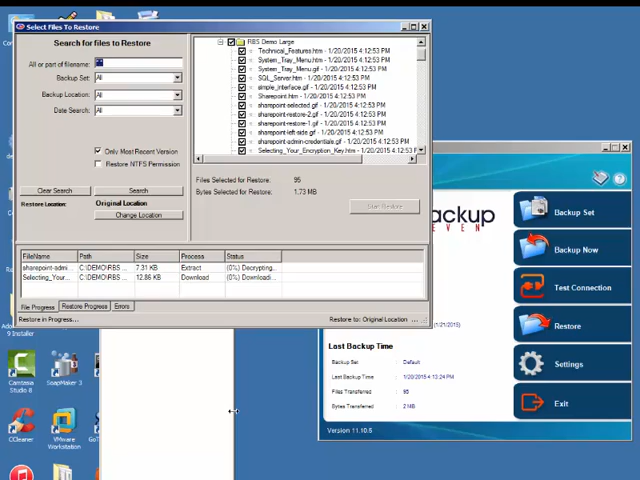 Select Files To Restore
Search for files to Restore
All or part of filename:
Backup Set: All
Backup Location: All
Date Search: All
Only Most Recent Version
Restore NTFS Permission
Clear Search
Search
Restore Location:
Original Location
Change Location
RBS Demo Large
Technical_Features.htm - 1/20/2015 4:12:53 PM
System_Tray_Menu.htm - 1/20/2015 4:12:53 PM
System_Tray_Menu.gif - 1/20/2015 4:12:53 PM
SQL_Server.htm - 1/20/2015 4:12:53 PM
simple_interface.gif - 1/20/2015 4:12:53 PM
Sharepoint.htm - 1/20/2015 4:12:53 PM
sharepoint-selected.gif - 1/20/2015 4:12:53 PM
sharepoint-restore-2.gif - 1/20/2015 4:12:53 PM
sharepoint-restore-1.gif - 1/20/2015 4:12:53 PM
sharepoint-left-side.gif - 1/20/2015 4:12:53 PM
sharepoint-admin-credentials.gif - 1/20/2015 4:12:53 P
Selecting_Your_Encryption_Key.htm - 1/20/2015 4:12:5
Files Selected for Restore: 95
Bytes Selected for Restore: 1.73 MB
Start Restore
FileName Path Size Process Status
sharepoint-admi... C:\DEMO\RBS ... 7.31 KB Extract (0%) Decrypting...
Selecting_Your... C:\DEMO\RBS ... 12.86 KB Download (0%) Downloadi...
File Progress Restore Progress Errors
Restore in Progress...
Restore to: Original Location ...
ackup
EVEN
Backup Set
Backup Now
Test Connection
Restore
Settings
Exit
(1/21/2015)
Last Backup Time
Backup Set: Default
Last Backup Time: 1/20/2015 4:13:24 PM
Files Transferred: 95
Bytes Transferred: 2 MB
Version 11.10.5
9 Installer
Camtasia
Studio 8
SoapMaker 3
CCleaner
VMware
Workstation
GoT